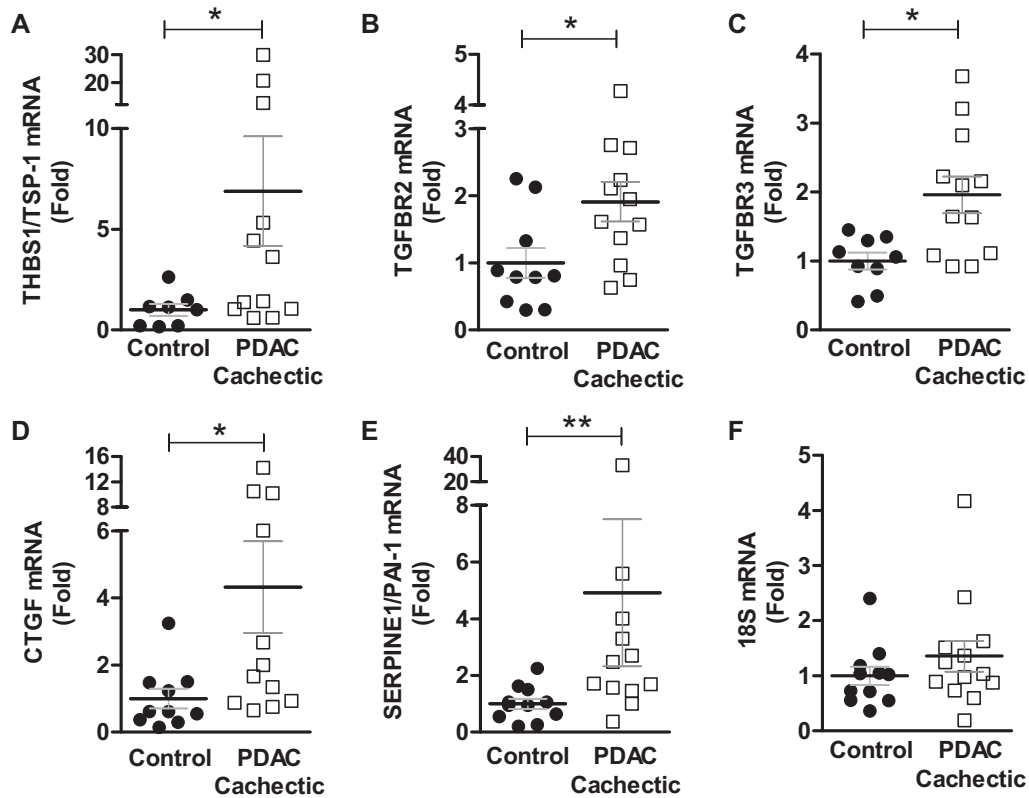 A
*
THBS1/TSP-1 mRNA
(Fold)
30
20
10
5
0
Control
PDAC
Cachectic
B
*
TGFBR2 mRNA
(Fold)
5
4
2
1
0
Control
PDAC
Cachectic
C
*
TGFBR3 mRNA
(Fold)
4
3
2
1
0
Control
PDAC
Cachectic
D
*
CTGF mRNA
(Fold)
16
14
12
10
8
6
4
2
0
Control
PDAC
Cachectic
E
**
SERPINE1/PAI-1 mRNA
(Fold)
40
20
8
6
4
2
0
Control
PDAC
Cachectic
F
18S mRNA
(Fold)
5
4
3
2
1
0
Control
PDAC
Cachectic